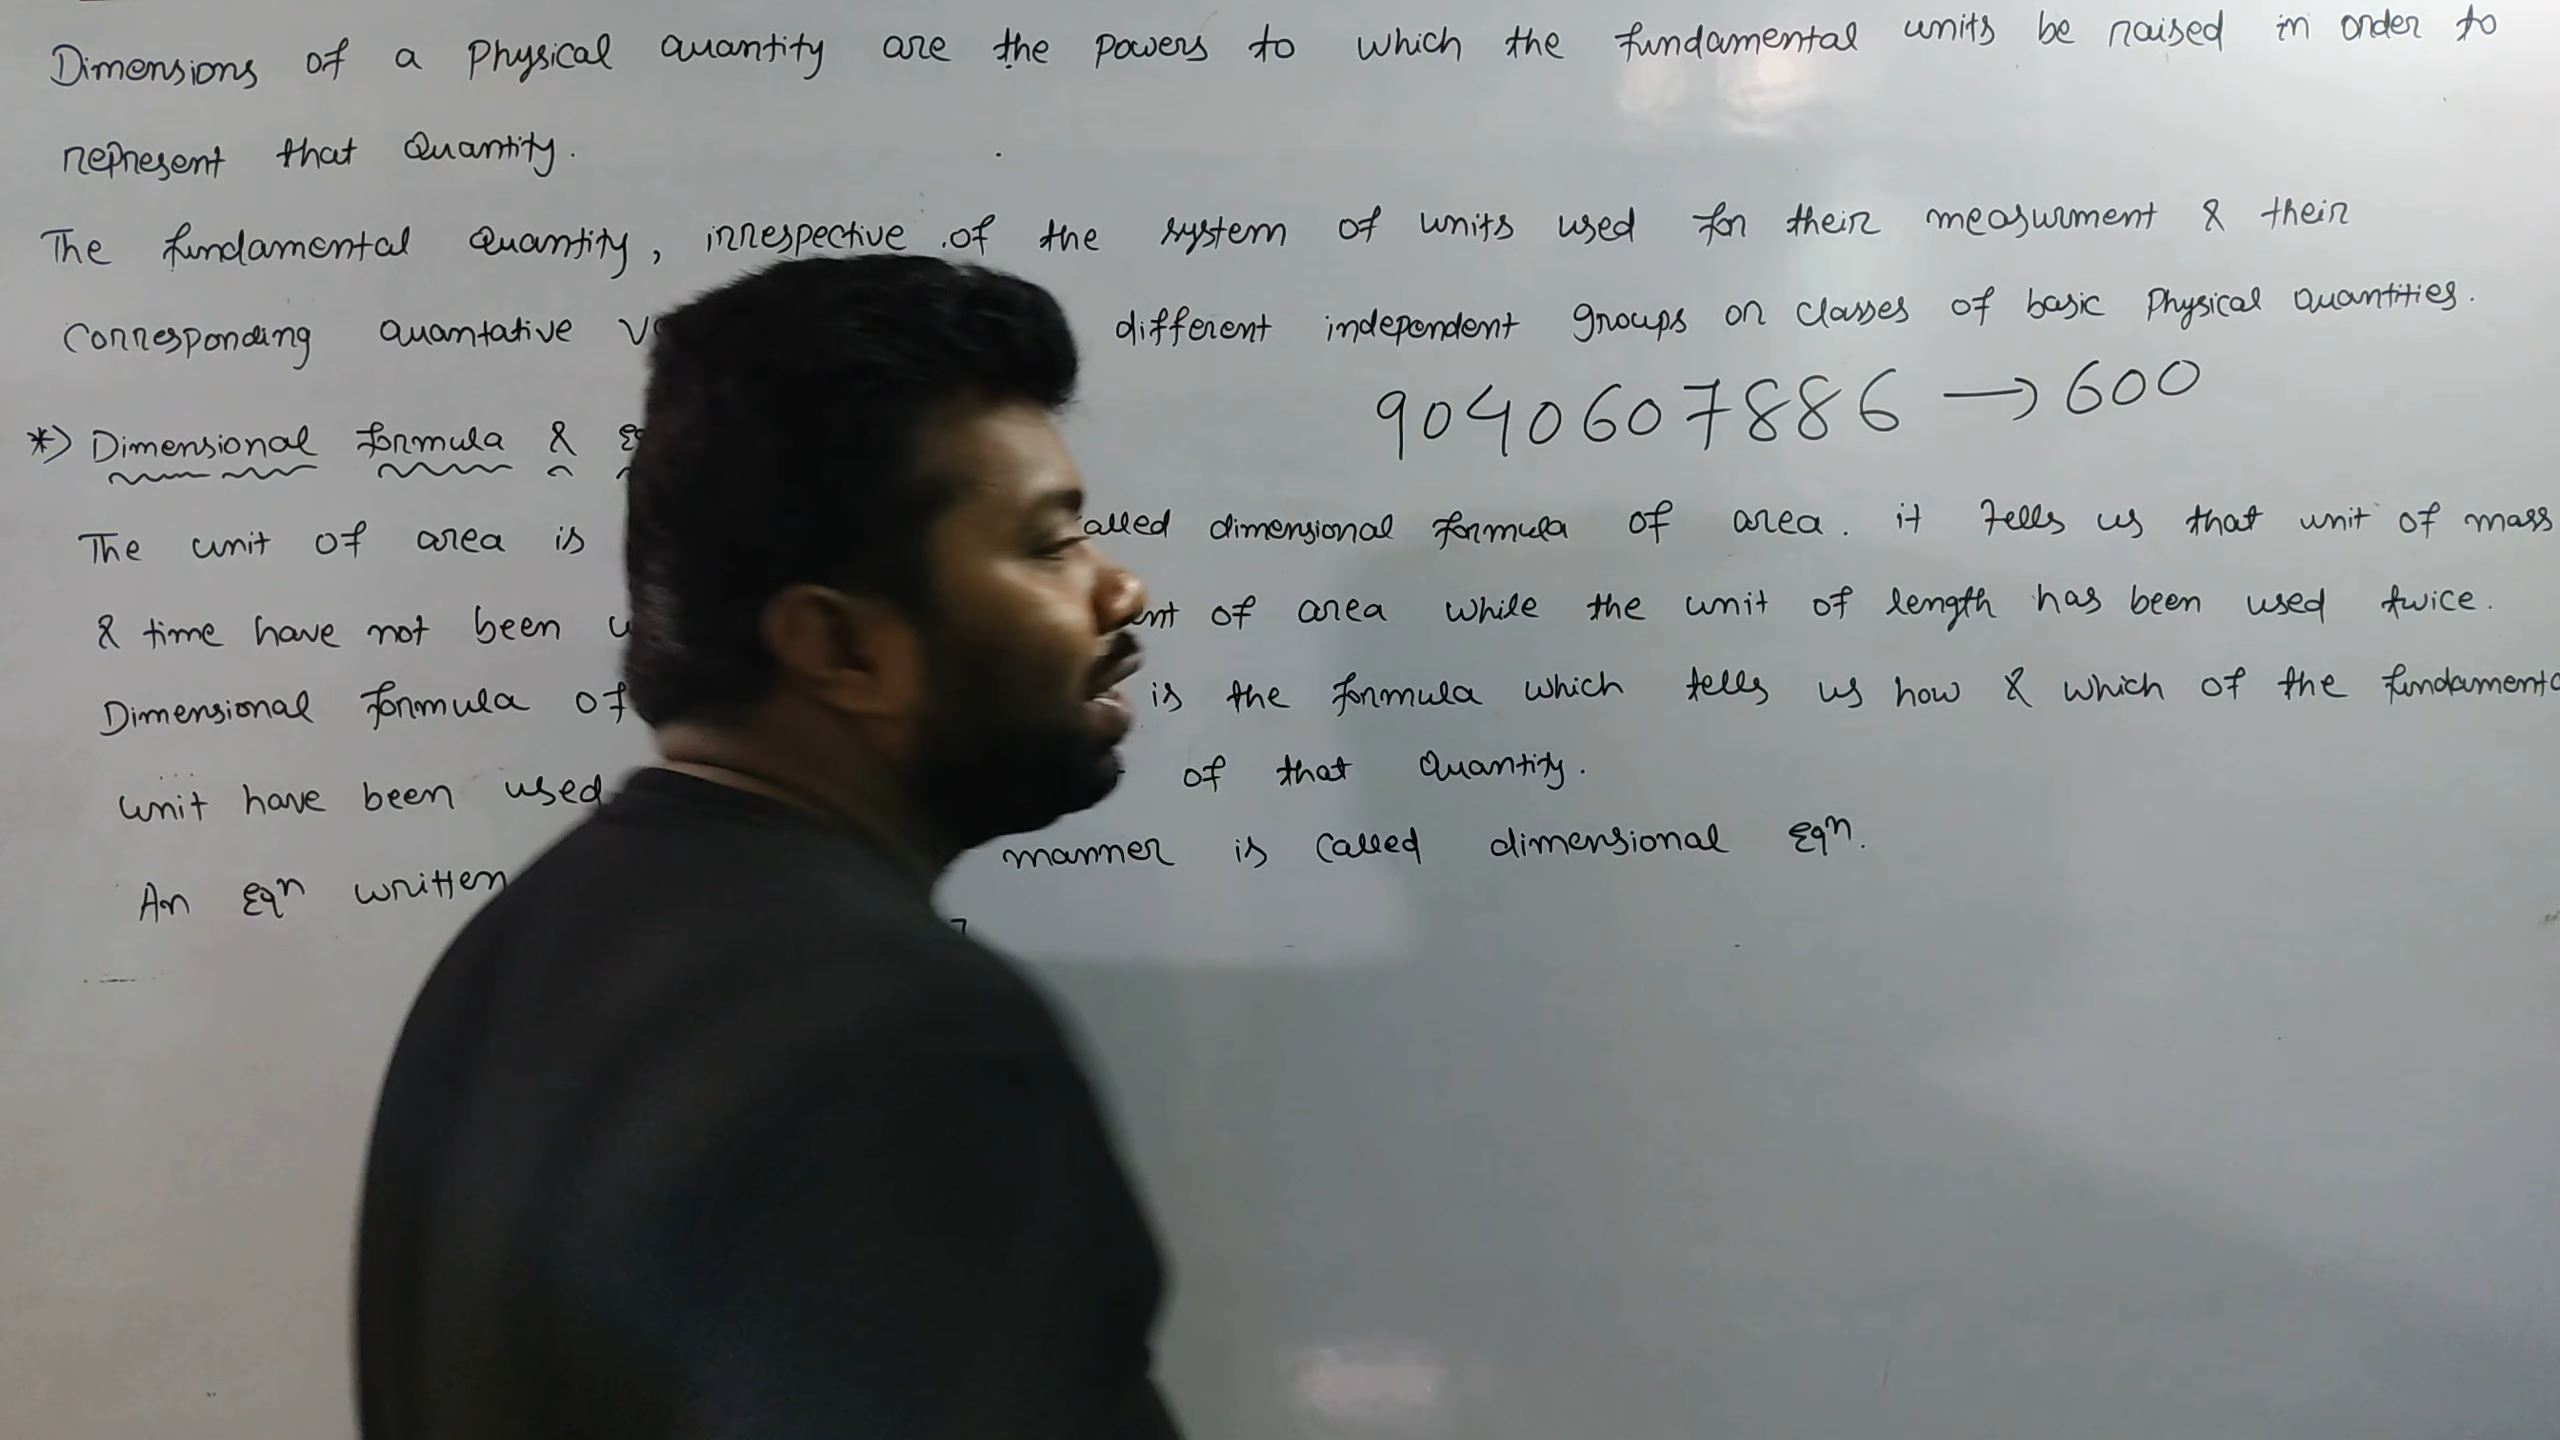 Dimensions of a Physical quantity are the powers to which the fundamental units be raised in order to
represent that Quantity.
The fundamental Quantity, irrespective of the system of units used for their measurment & their
Corresponding quantative different independent groups or classes of basic Physical quantities.
9040607886 → 600
*) Dimensional formula &
The unit of area is called dimensional formula of area. it tells us that unit of mass
& time have not been of area while the unit of length has been used twice.
Dimensional formula of is the formula which tells us how & which of the
unit have been used of that Quantity.
An Eqn written manner is called dimensional Eqn.